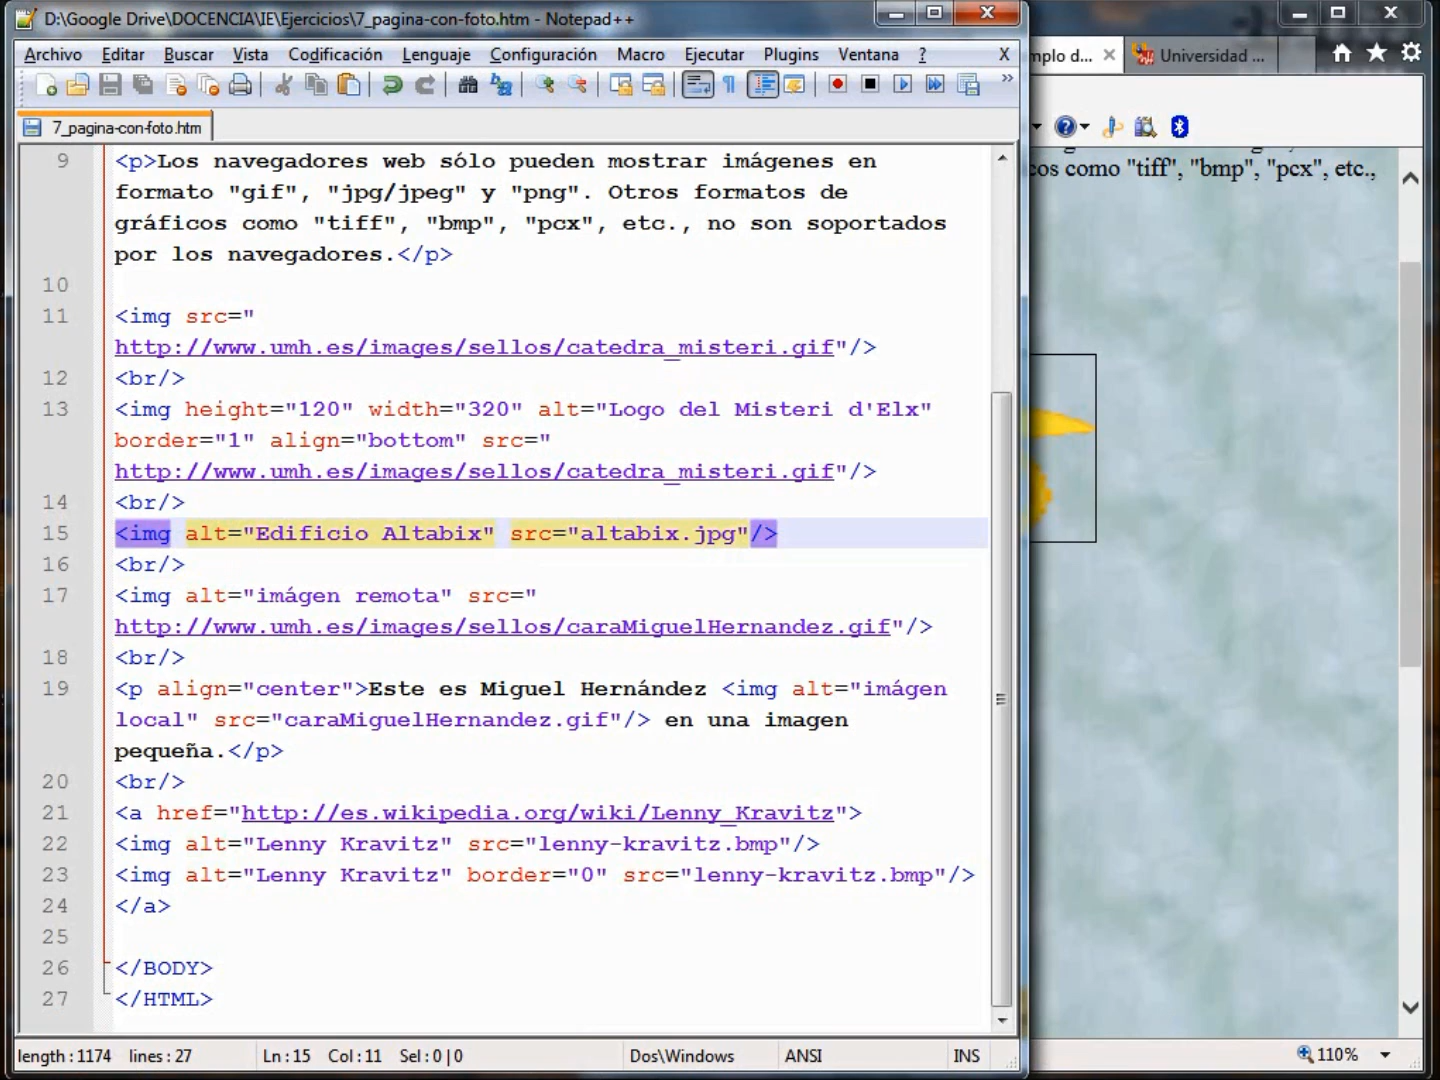 D:\Google Drive\DOCENCIA\IE\Ejercicios\7_pagina-con-foto.htm - Notepad++
Archivo Editar Buscar Vista Codificación Lenguaje Configuración Macro Ejecutar Plugins Ventana ? X
7_pagina-con-foto.htm
9 <p>Los navegadores web sólo pueden mostrar imágenes en
formato "gif", "jpg/jpeg" y "png". Otros formatos de
gráficos como "tiff", "bmp", "pcx", etc., no son soportados
por los navegadores.</p>
10
11 <img src="
http://www.umh.es/images/sellos/catedra_misteri.gif"/>
12 <br/>
13 <img height="120" width="320" alt="Logo del Misteri d'Elx"
border="1" align="bottom" src="
http://www.umh.es/images/sellos/catedra_misteri.gif"/>
14 <br/>
15 <img alt="Edificio Altabix" src="altabix.jpg"/>
16 <br/>
17 <img alt="imágen remota" src="
http://www.umh.es/images/sellos/caraMiguelHernandez.gif"/>
18 <br/>
19 <p align="center">Este es Miguel Hernández <img alt="imágen
local" src="caraMiguelHernandez.gif"/> en una imagen
pequeña.</p>
20 <br/>
21 <a href="http://es.wikipedia.org/wiki/Lenny_Kravitz">
22 <img alt="Lenny Kravitz" src="lenny-kravitz.bmp"/>
23 <img alt="Lenny Kravitz" border="0" src="lenny-kravitz.bmp"/>
24 </a>
25
26 </BODY>
27 </HTML>
length : 1174 lines : 27 Ln : 15 Col : 11 Sel : 0 | 0 Dos\Windows ANSI INS
mplo d... Universidad ...
cos como "tiff", "bmp", "pcx", etc.,
110%